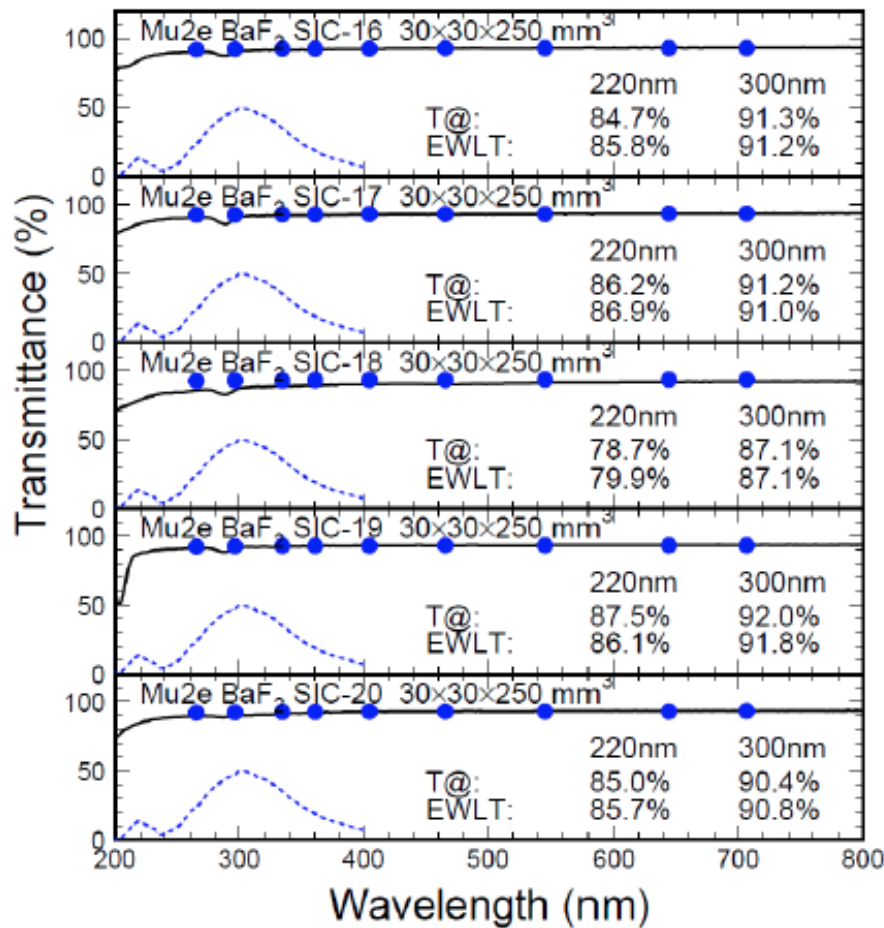 Transmittance (%)
Mu2e BaF₂ SIC-16 30×30×250 mm³
220nm 300nm
T@: 84.7% 91.3%
EWLT: 85.8% 91.2%
100
50
0
Mu2e BaF₂ SIC-17 30×30×250 mm³
220nm 300nm
T@: 86.2% 91.2%
EWLT: 86.9% 91.0%
100
50
0
Mu2e BaF₂ SIC-18 30×30×250 mm³
220nm 300nm
T@: 78.7% 87.1%
EWLT: 79.9% 87.1%
100
50
0
Mu2e BaF₂ SIC-19 30×30×250 mm³
220nm 300nm
T@: 87.5% 92.0%
EWLT: 86.1% 91.8%
100
50
0
Mu2e BaF₂ SIC-20 30×30×250 mm³
220nm 300nm
T@: 85.0% 90.4%
EWLT: 85.7% 90.8%
100
50
0
200 300 400 500 600 700 800
Wavelength (nm)